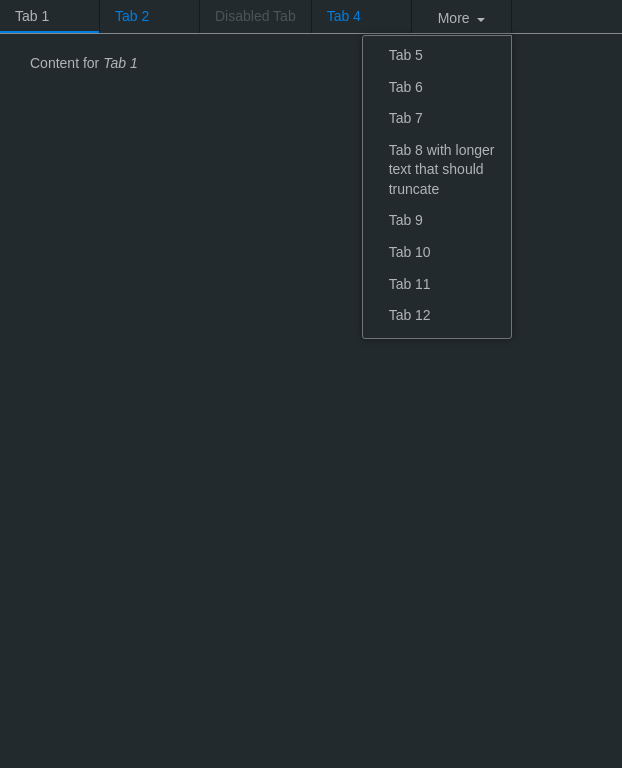 Tab 1
Tab 2
Disabled Tab
Tab 4
More
Content for Tab 1
Tab 5
Tab 6
Tab 7
Tab 8 with longer
text that should
truncate
Tab 9
Tab 10
Tab 11
Tab 12